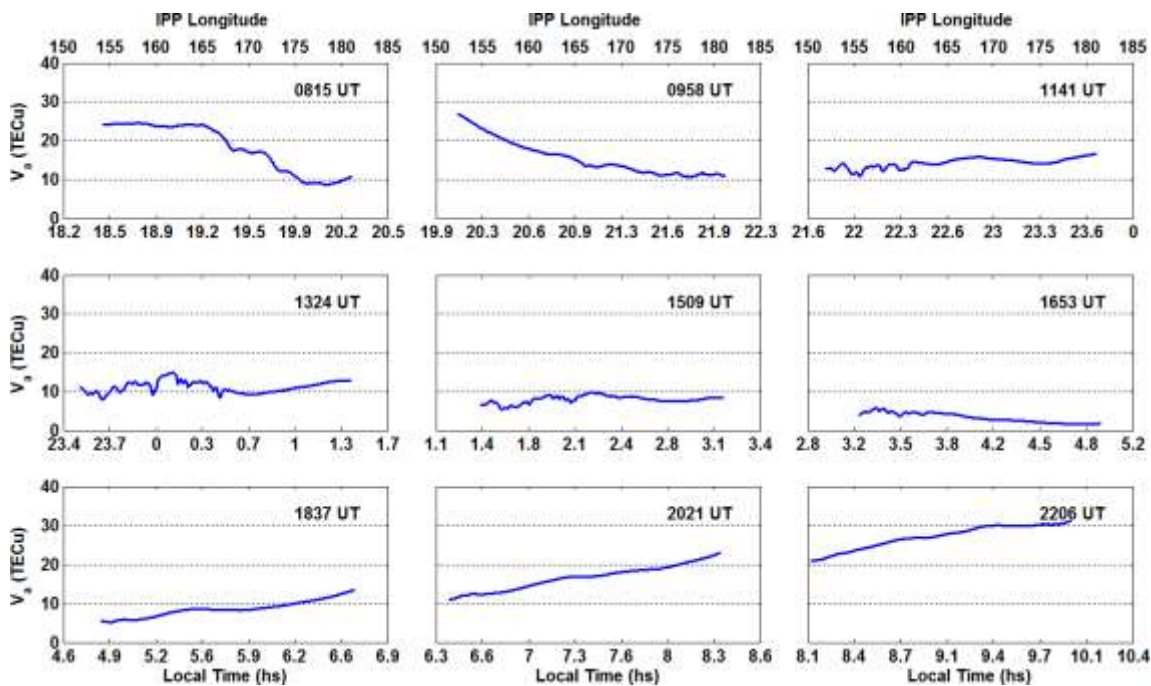 IPP Longitude IPP Longitude IPP Longitude
150 155 160 165 170 175 180 185 150 155 160 165 170 175 180 185 150 155 160 165 170 175 180 185
40
30
20
10
0
V_a (TECu)
0815 UT 0958 UT 1141 UT
18.2 18.5 18.9 19.2 19.5 19.9 20.2 20.5 19.9 20.3 20.6 20.9 21.3 21.6 21.9 22.3 21.6 22 22.3 22.6 23 23.3 23.6 0
40
30
20
10
0
V_a (TECu)
1324 UT 1509 UT 1653 UT
23.4 23.7 0 0.3 0.7 1 1.3 1.7 1.1 1.4 1.8 2.1 2.4 2.8 3.1 3.4 2.8 3.2 3.5 3.8 4.2 4.5 4.8 5.2
40
30
20
10
0
V_a (TECu)
1837 UT 2021 UT 2206 UT
4.6 4.9 5.2 5.6 5.9 6.2 6.6 6.9 6.3 6.6 7 7.3 7.6 8 8.3 8.6 8.1 8.4 8.7 9.1 9.4 9.7 10.1 10.4
Local Time (hs) Local Time (hs) Local Time (hs)